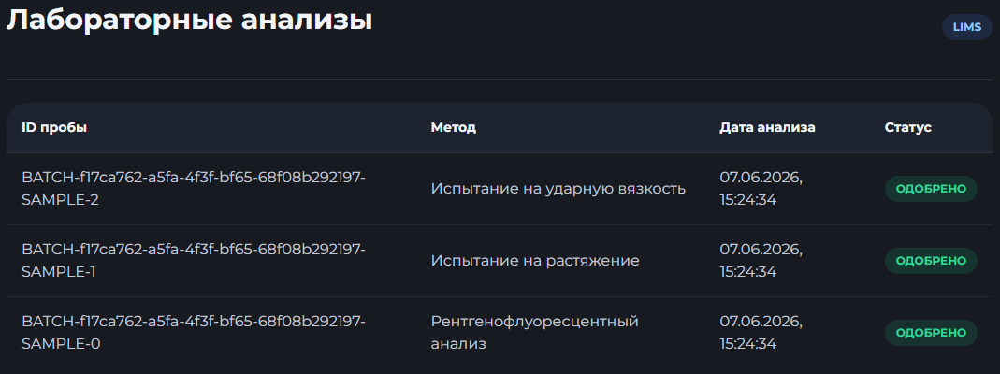 Лабораторные анализы
LIMS
ID пробы Метод Дата анализа Статус
BATCH-f17ca762-a5fa-4f3f-bf65-68f08b292197-
SAMPLE-2
Испытание на ударную вязкость
07.06.2026,
15:24:34
ОДОБРЕНО
BATCH-f17ca762-a5fa-4f3f-bf65-68f08b292197-
SAMPLE-1
Испытание на растяжение
07.06.2026,
15:24:34
ОДОБРЕНО
BATCH-f17ca762-a5fa-4f3f-bf65-68f08b292197-
SAMPLE-0
Рентгенофлуоресцентный
анализ
07.06.2026,
15:24:34
ОДОБРЕНО